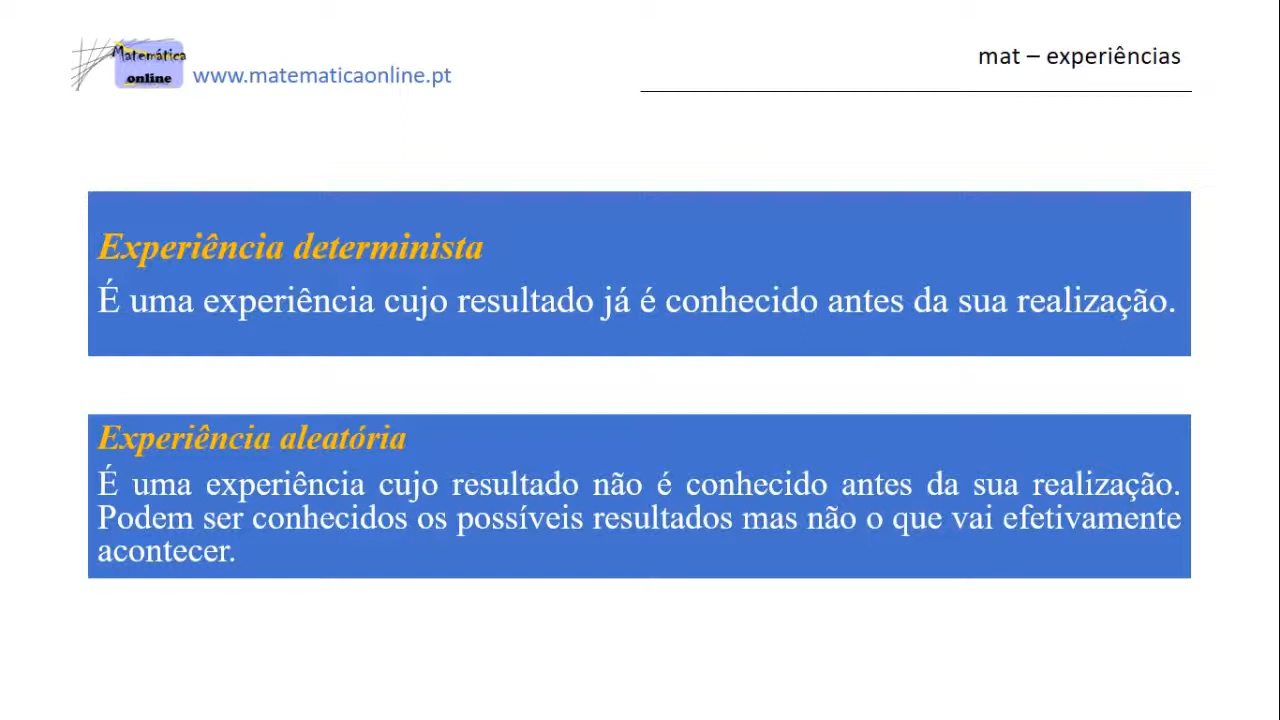 Matemática
online
www.matematicaonline.pt
mat – experiências
Experiência determinista
É uma experiência cujo resultado já é conhecido antes da sua realização.
Experiência aleatória
É uma experiência cujo resultado não é conhecido antes da sua realização.
Podem ser conhecidos os possíveis resultados mas não o que vai efetivamente
acontecer.